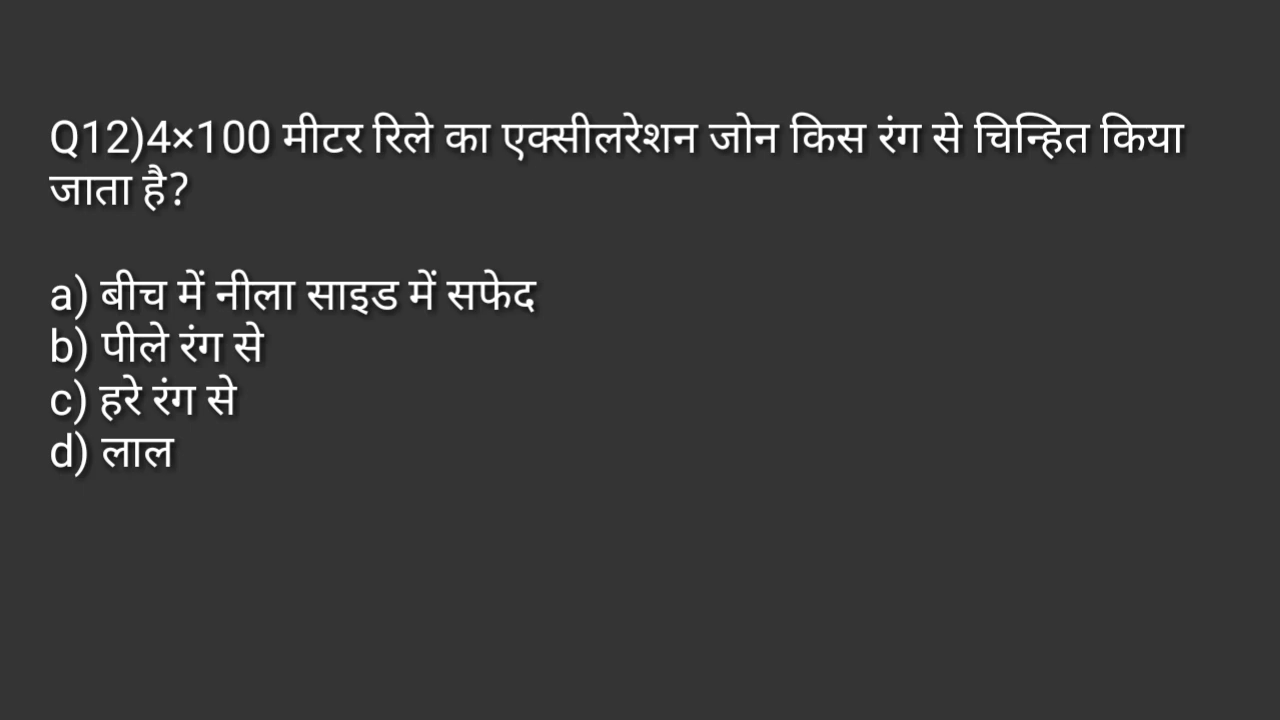 Q12)4×100 मीटर रिले का एक्सीलरेशन जोन किस रंग से चिन्हित किया
जाता है?
a) बीच में नीला साइड में सफेद
b) पीले रंग से
c) हरे रंग से
d) लाल